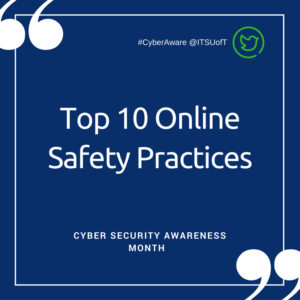 #CyberAware @ITSUofT
Top 10 Online
Safety Practices
CYBER SECURITY AWARENESS
MONTH